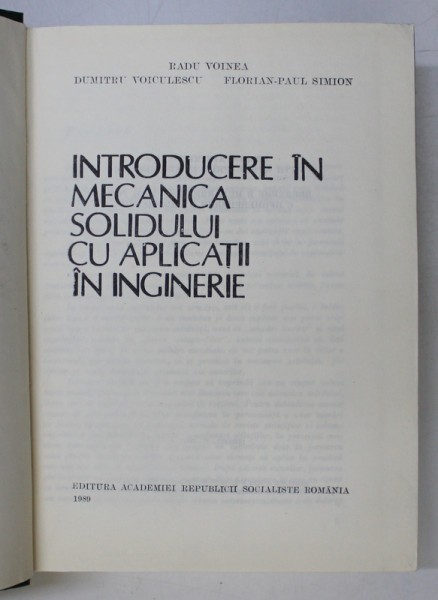 RADU VOINEA
DUMITRU VOICULESCU FLORIAN-PAUL SIMION
INTRODUCERE ÎN
MECANICA
SOLIDULUI
CU APLICAȚII
ÎN INGINERIE
EDITURA ACADEMIEI REPUBLICII SOCIALISTE ROMÂNIA
1989